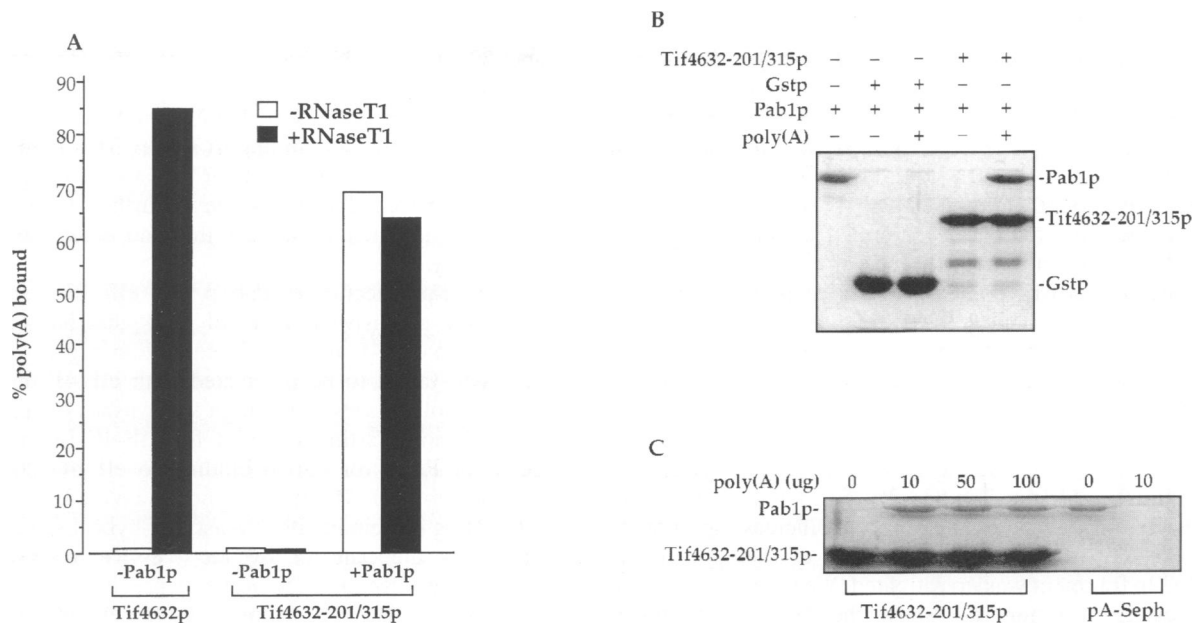 A
90
80
70
60
50
40
30
20
10
0
% poly(A) bound
-RNaseT1
+RNaseT1
-Pab1p -Pab1p +Pab1p
Tif4632p Tif4632-201/315p
B
Tif4632-201/315p - - - + +
Gstp - + + - -
Pab1p + + + + +
poly(A) - - + - +
-Pab1p
-Tif4632-201/315p
-Gstp
C
poly(A) (ug) 0 10 50 100 0 10
Pab1p-
Tif4632-201/315p-
Tif4632-201/315p pA-Seph